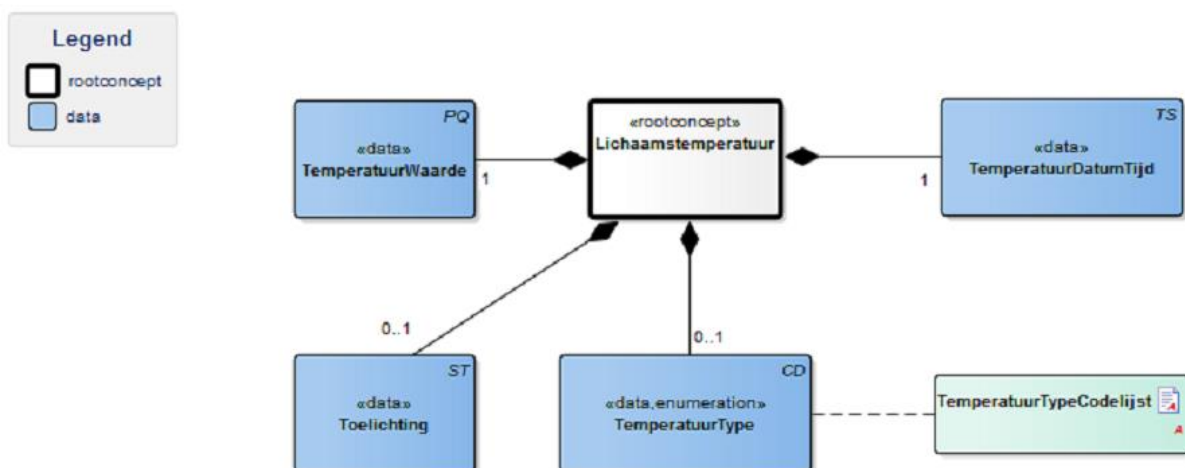 Legend
rootconcept
data
PQ
«data»
TemperatuurWaarde
1
«rootconcept»
Lichaamstemperatuur
TS
«data»
TemperatuurDatumTijd
1
0..1
0..1
ST
«data»
Toelichting
CD
«data,enumeration»
TemperatuurType
TemperatuurTypeCodelijst
A
A